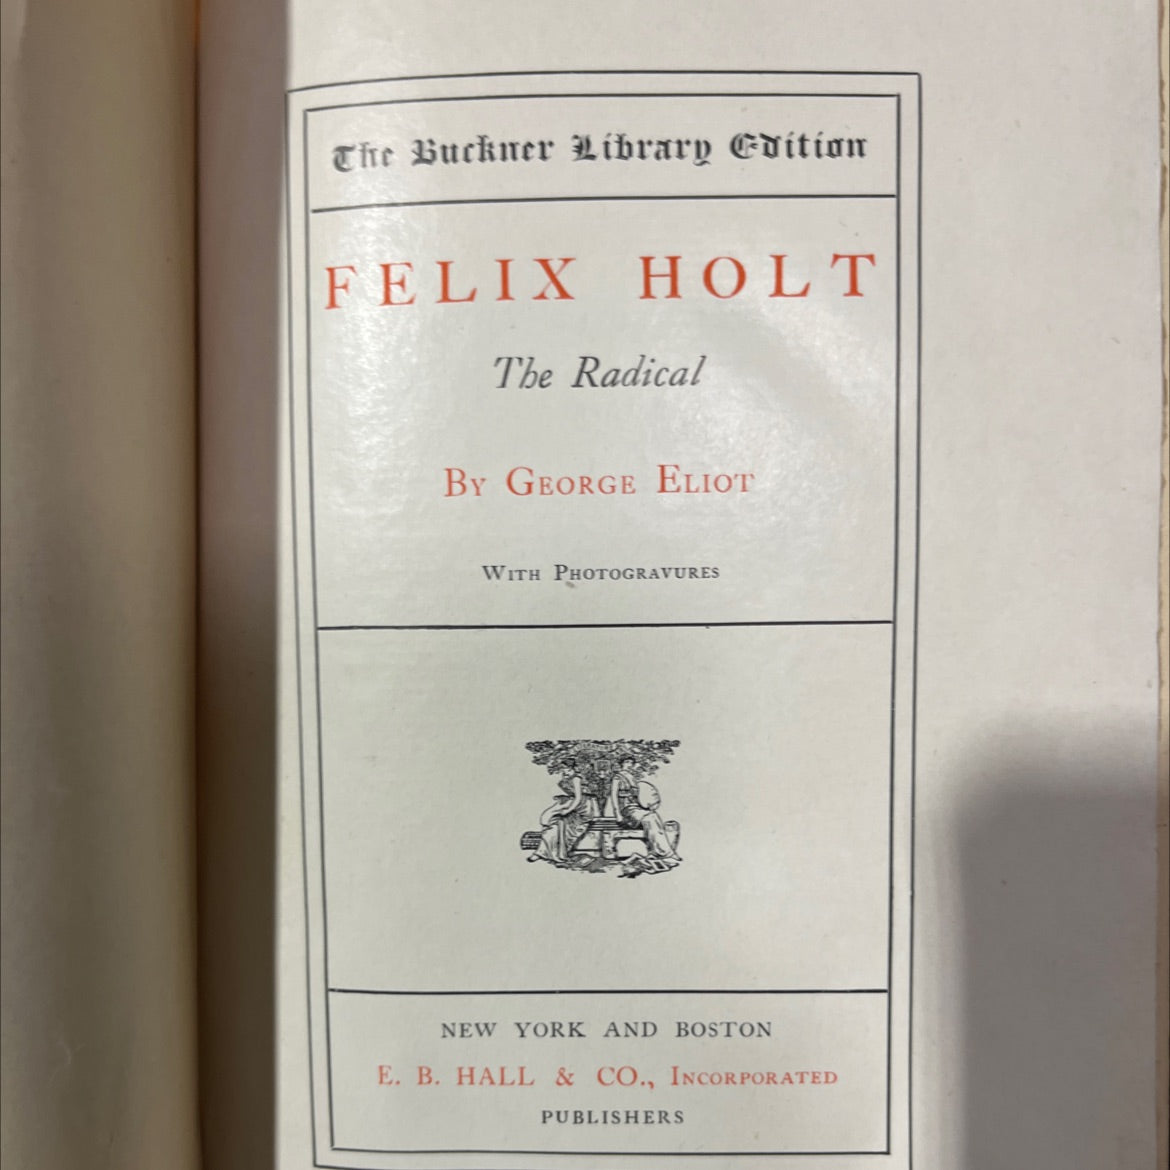 The Buckner Library Edition
FELIX HOLT
The Radical
By George Eliot
With Photogravures
NEW YORK AND BOSTON
E. B. HALL & CO., Incorporated
PUBLISHERS